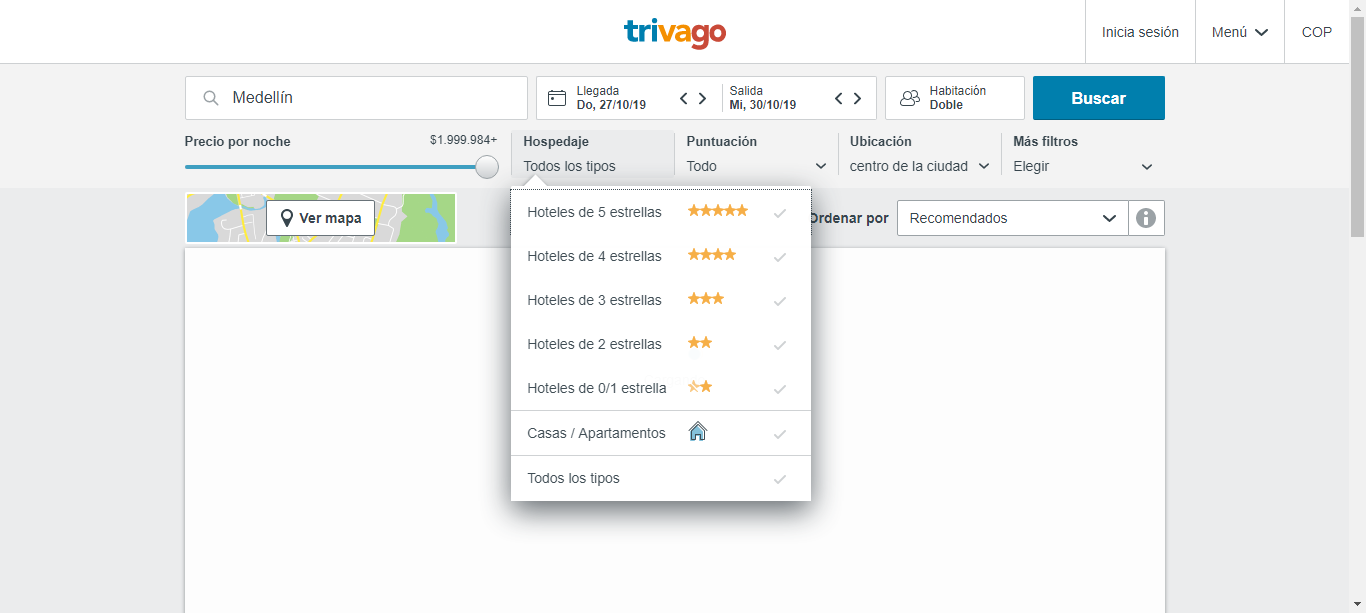 trivago
Inicia sesión
Menú
COP
Medellín
Llegada
Do, 27/10/19
Salida
Mi, 30/10/19
Habitación
Doble
Buscar
Precio por noche
$1.999.984+
Hospedaje
Todos los tipos
Puntuación
Todo
Ubicación
centro de la ciudad
Más filtros
Elegir
Ver mapa
Ordenar por
Recomendados
Hoteles de 5 estrellas
Hoteles de 4 estrellas
Hoteles de 3 estrellas
Hoteles de 2 estrellas
Hoteles de 0/1 estrella
Casas / Apartamentos
Todos los tipos